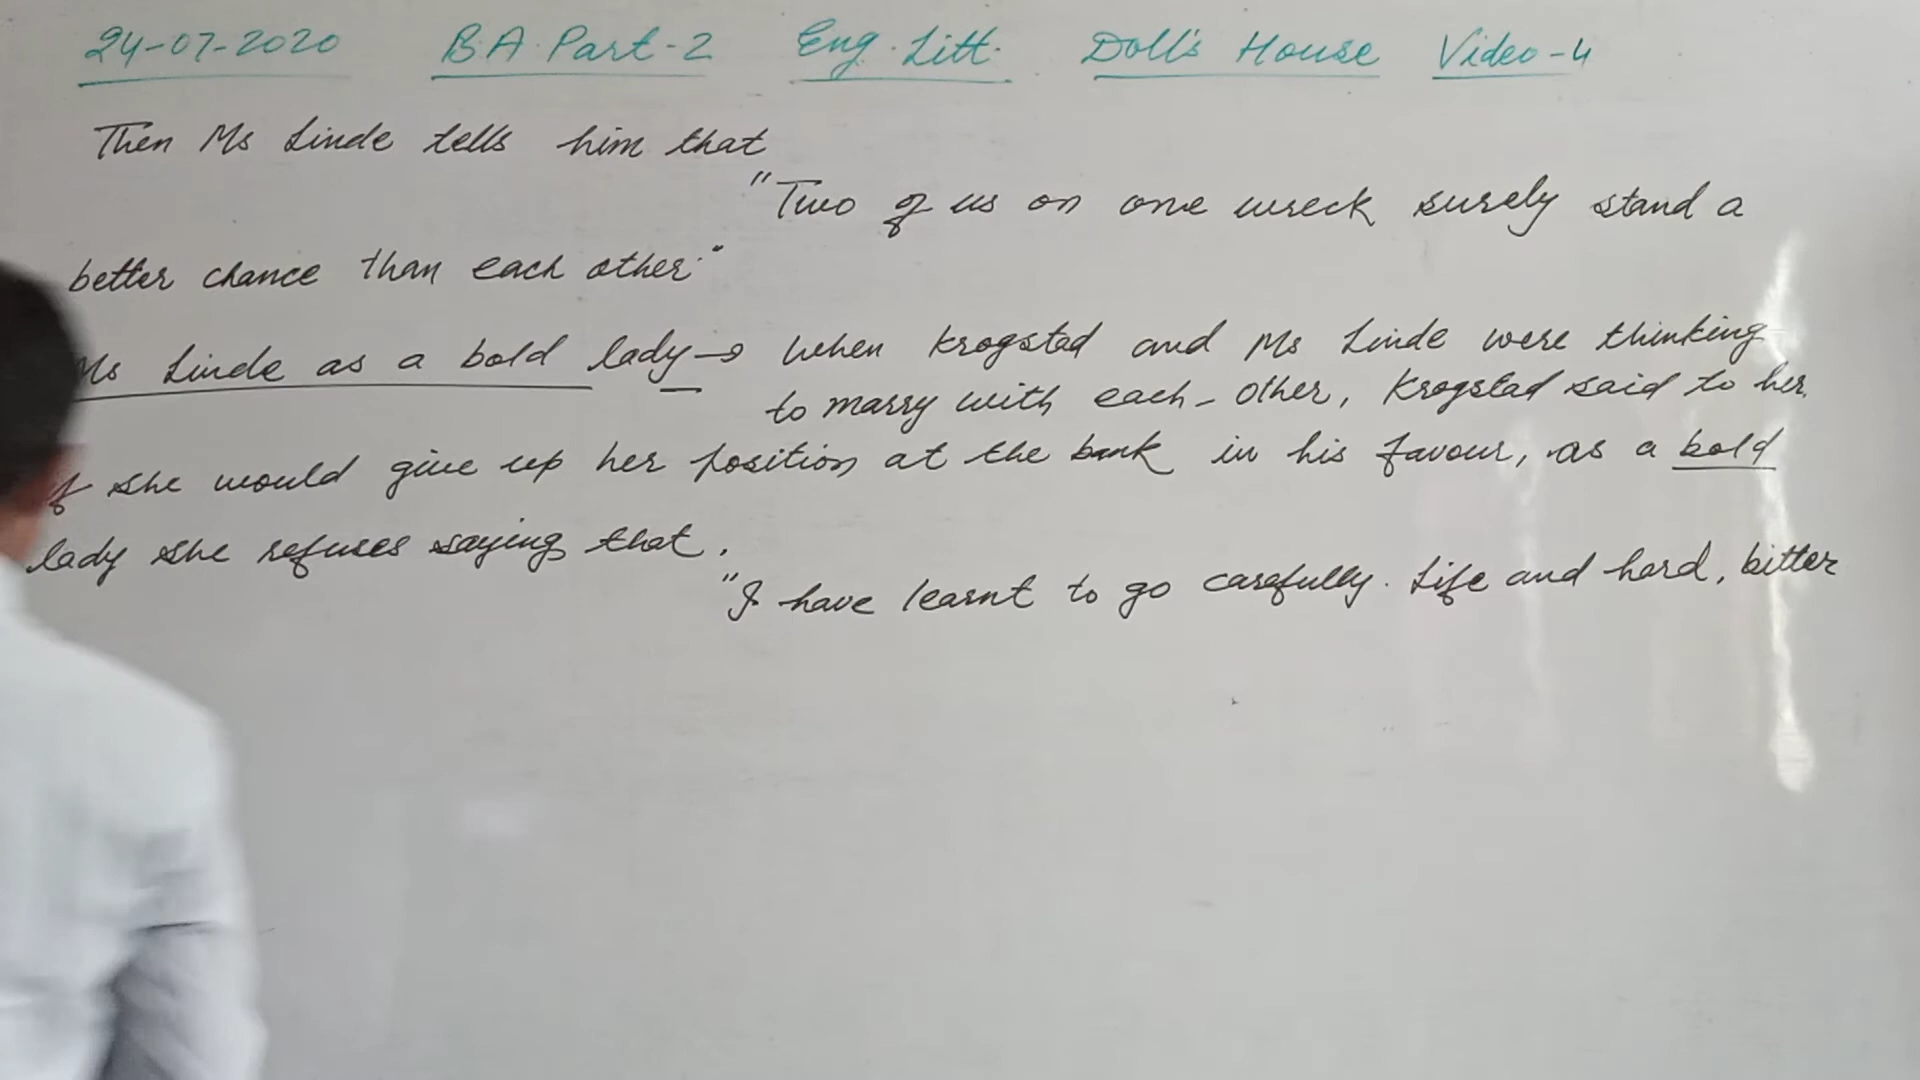 24-07-2020 B.A. Part-2 Eng. Litt. Doll's House Video-4
Then Ms Linde tells him that
"Two of us on one wreck surely stand a
better chance than each other."
Ms Linde as a bold lady→ When Krogstad and Ms Linde were thinking
to marry with each-other, Krogstad said to her
if she would give up her position at the bank in his favour, as a bold
lady she refuses saying that,
"I have learnt to go carefully. Life and hard, bitter